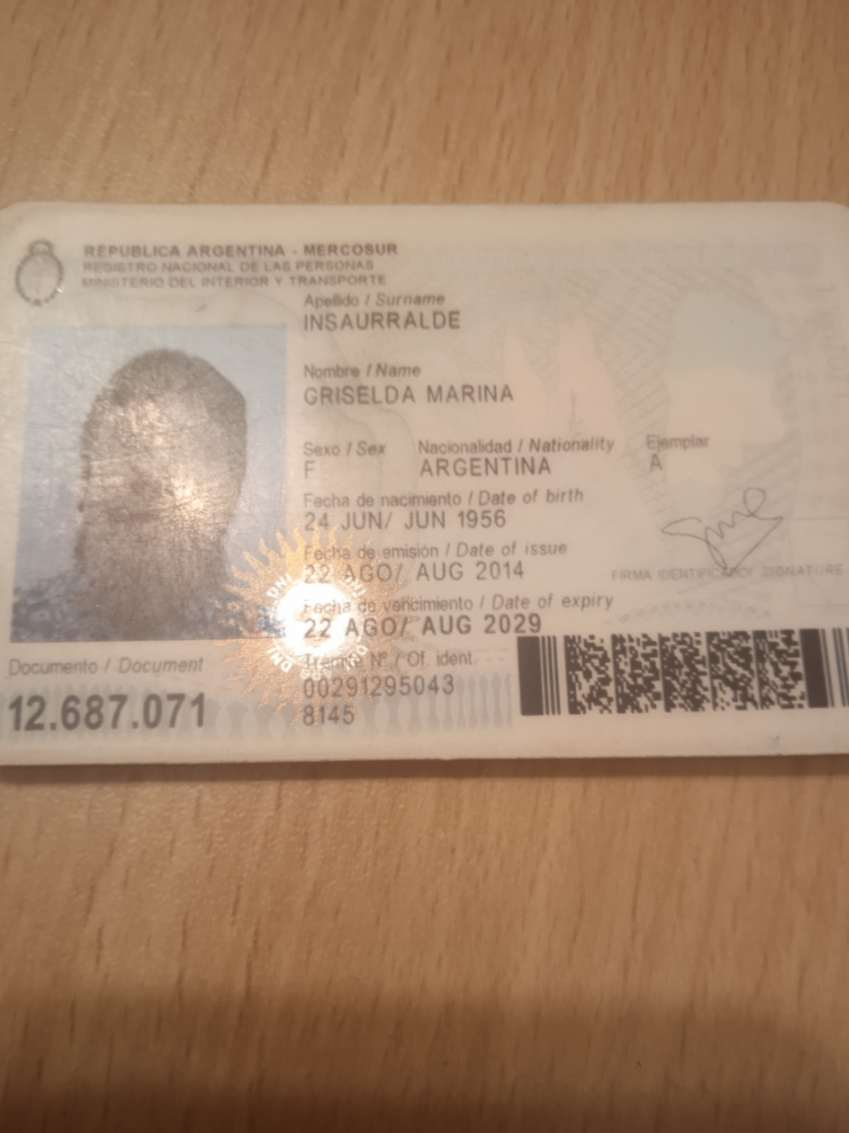 REPUBLICA ARGENTINA - MERCOSUR
REGISTRO NACIONAL DE LAS PERSONAS
MINISTERIO DEL INTERIOR Y TRANSPORTE
Apellido / Surname
INSAURRALDE
Nombre / Name
GRISELDA MARINA
Sexo / Sex Nacionalidad / Nationality Ejemplar
F ARGENTINA A
Fecha de nacimiento / Date of birth
24 JUN/ JUN 1956
Fecha de emisión / Date of issue
22 AGO/ AUG 2014
FIRMA IDENTIFICADO/ SIGNATURE
Fecha de vencimiento / Date of expiry
22 AGO/ AUG 2029
Documento / Document
12.687.071
Trámite Nº / Of. ident.
00291295043
8145